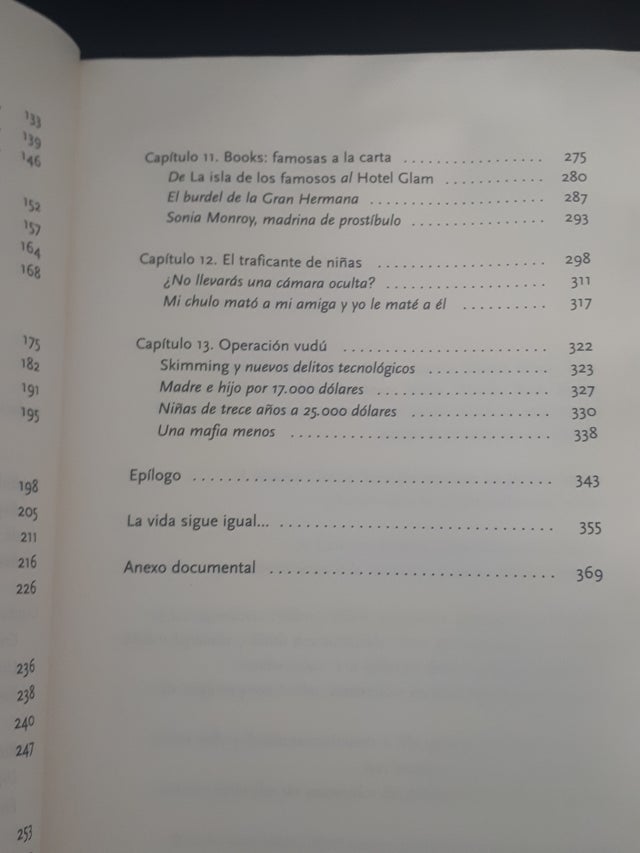 133
139
146
152
157
164
168
175
182
191
195
198
205
211
216
226
236
238
240
247
253
Capítulo 11. Books: famosas a la carta . . . . . . . . . . . . . . . . . 275
De La isla de los famosos al Hotel Glam . . . . . . . . . . . . 280
El burdel de la Gran Hermana . . . . . . . . . . . . . . . . . . . . 287
Sonia Monroy, madrina de prostíbulo . . . . . . . . . . . . . . . 293
Capítulo 12. El traficante de niñas . . . . . . . . . . . . . . . . . . . . 298
¿No llevarás una cámara oculta? . . . . . . . . . . . . . . . . . . 311
Mi chulo mató a mi amiga y yo le maté a él . . . . . . . . . . 317
Capítulo 13. Operación vudú . . . . . . . . . . . . . . . . . . . . . . . . 322
Skimming y nuevos delitos tecnológicos . . . . . . . . . . . . . . 323
Madre e hijo por 17.000 dólares . . . . . . . . . . . . . . . . . . . . 327
Niñas de trece años a 25.000 dólares . . . . . . . . . . . . . . . . 330
Una mafia menos . . . . . . . . . . . . . . . . . . . . . . . . . . . . . . 338
Epílogo . . . . . . . . . . . . . . . . . . . . . . . . . . . . . . . . . . . . . . . . . 343
La vida sigue igual... . . . . . . . . . . . . . . . . . . . . . . . . . . . . . . 355
Anexo documental . . . . . . . . . . . . . . . . . . . . . . . . . . . . . . . . 369